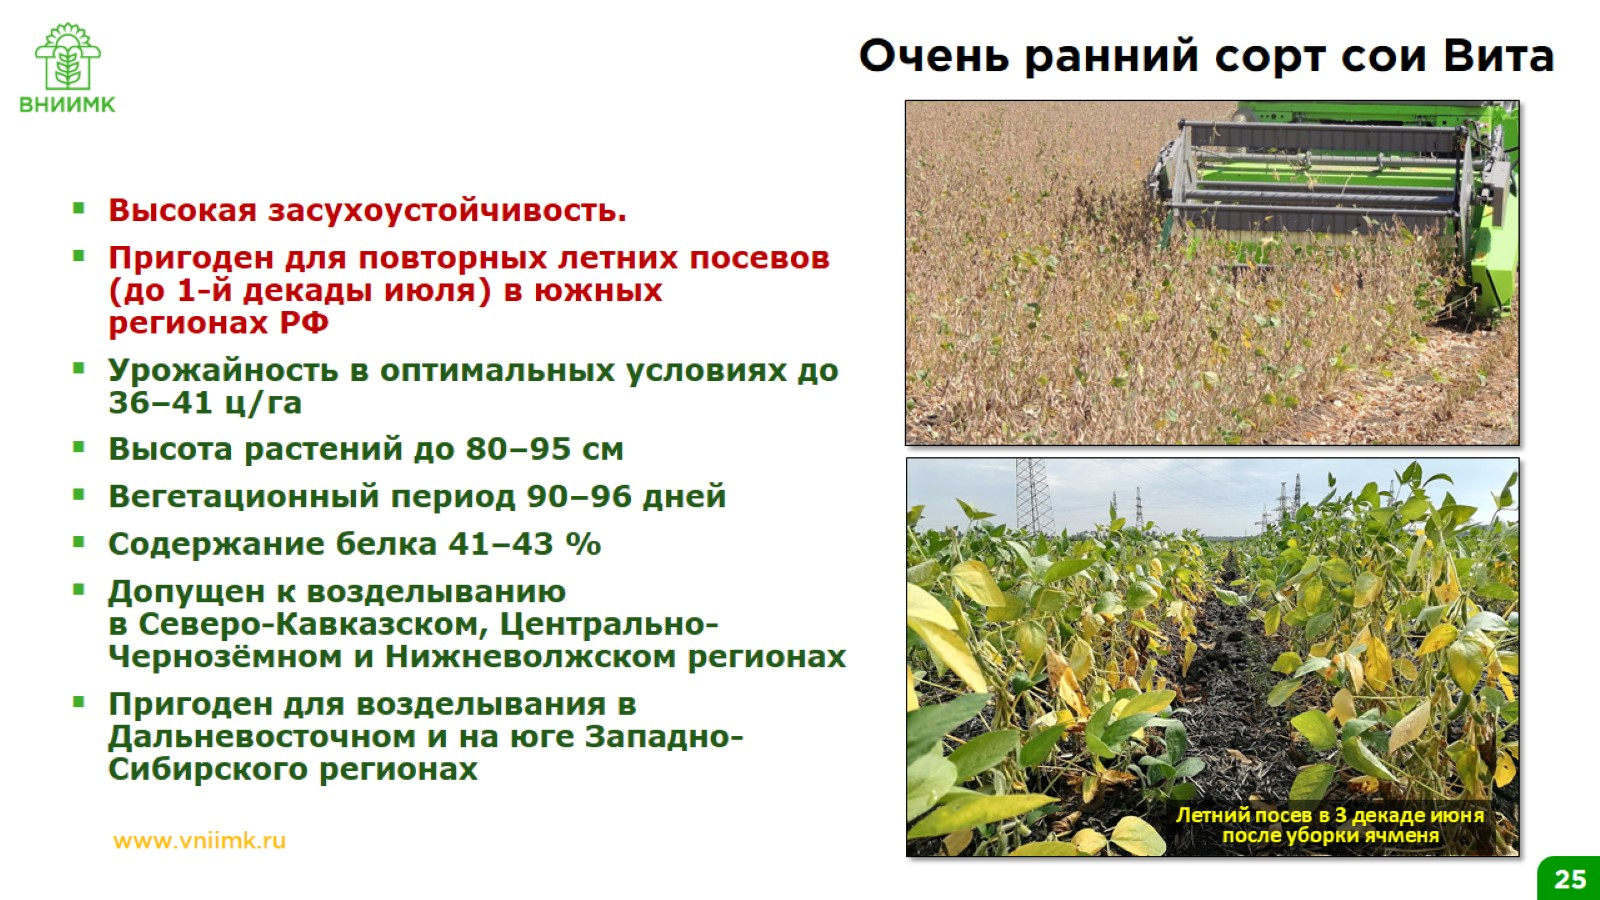 ВНИИМК
Очень ранний сорт сои Вита
Высокая засухоустойчивость.
Пригоден для повторных летних посевов
(до 1-й декады июля) в южных
регионах РФ
Урожайность в оптимальных условиях до
36–41 ц/га
Высота растений до 80–95 см
Вегетационный период 90–96 дней
Содержание белка 41–43 %
Допущен к возделыванию
в Северо-Кавказском, Центрально-
Чернозёмном и Нижневолжском регионах
Пригоден для возделывания в
Дальневосточном и на юге Западно-
Сибирского регионах
www.vniimk.ru
Летний посев в 3 декаде июня
после уборки ячменя
25